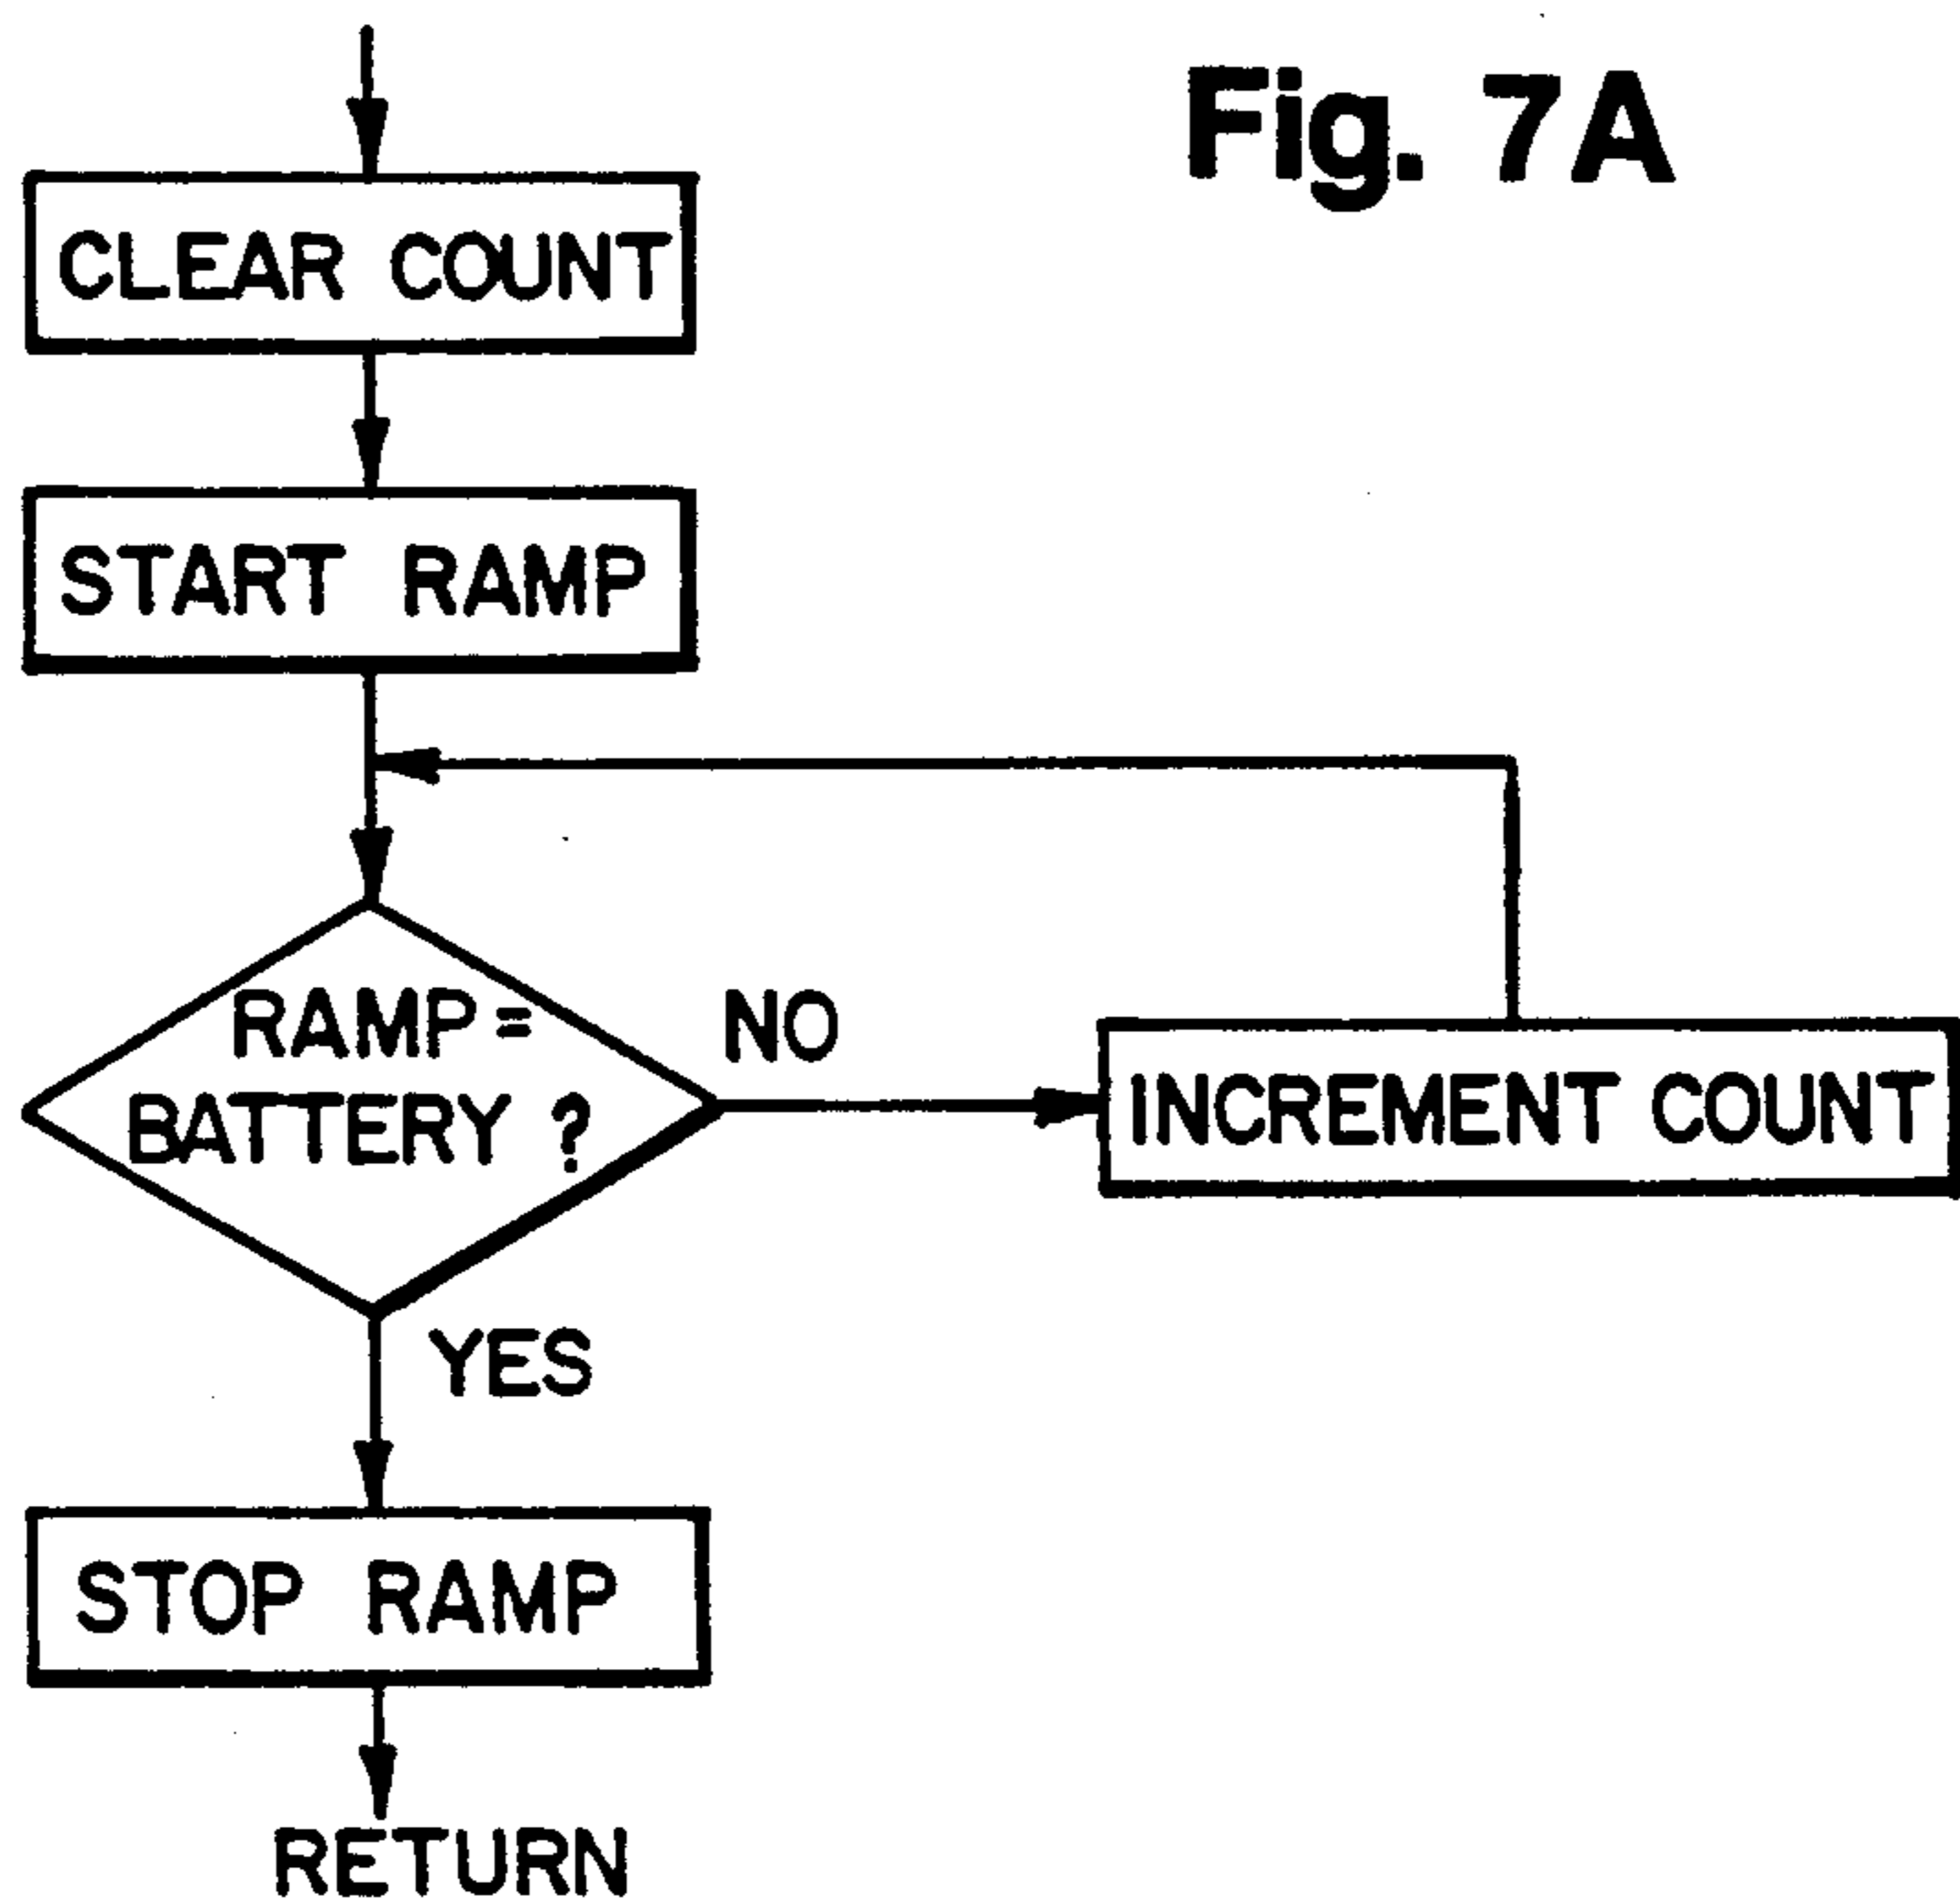 Fig. 7A
CLEAR COUNT
START RAMP
RAMP=
BATTERY ?
NO
INCREMENT COUNT
YES
STOP RAMP
RETURN